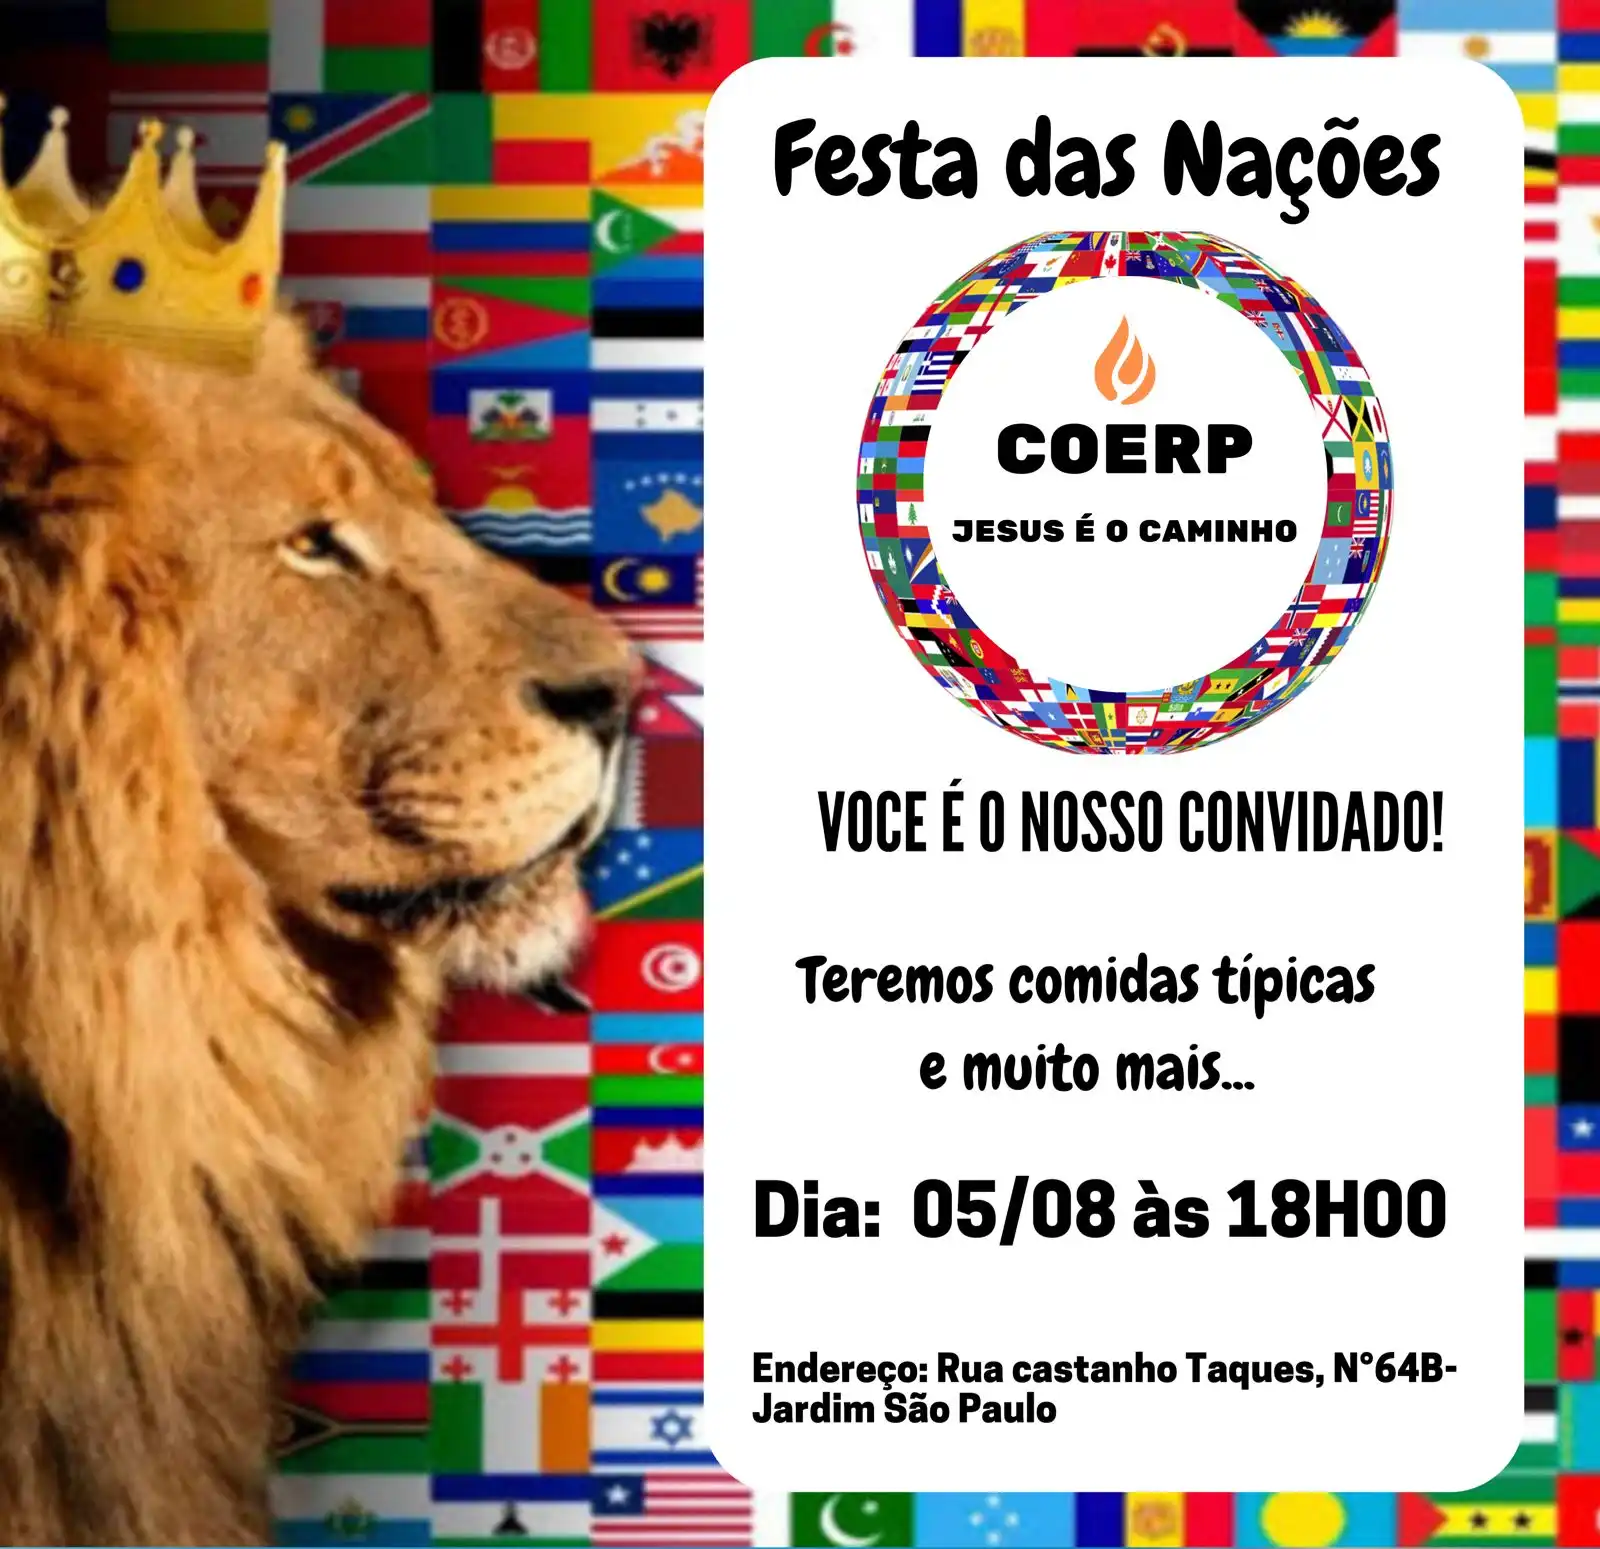 Festa das Nações
COERP
JESUS É O CAMINHO
VOCE É O NOSSO CONVIDADO!
Teremos comidas típicas
e muito mais...
Dia: 05/08 às 18H00
Endereço: Rua castanho Taques, N°64B-
Jardim São Paulo